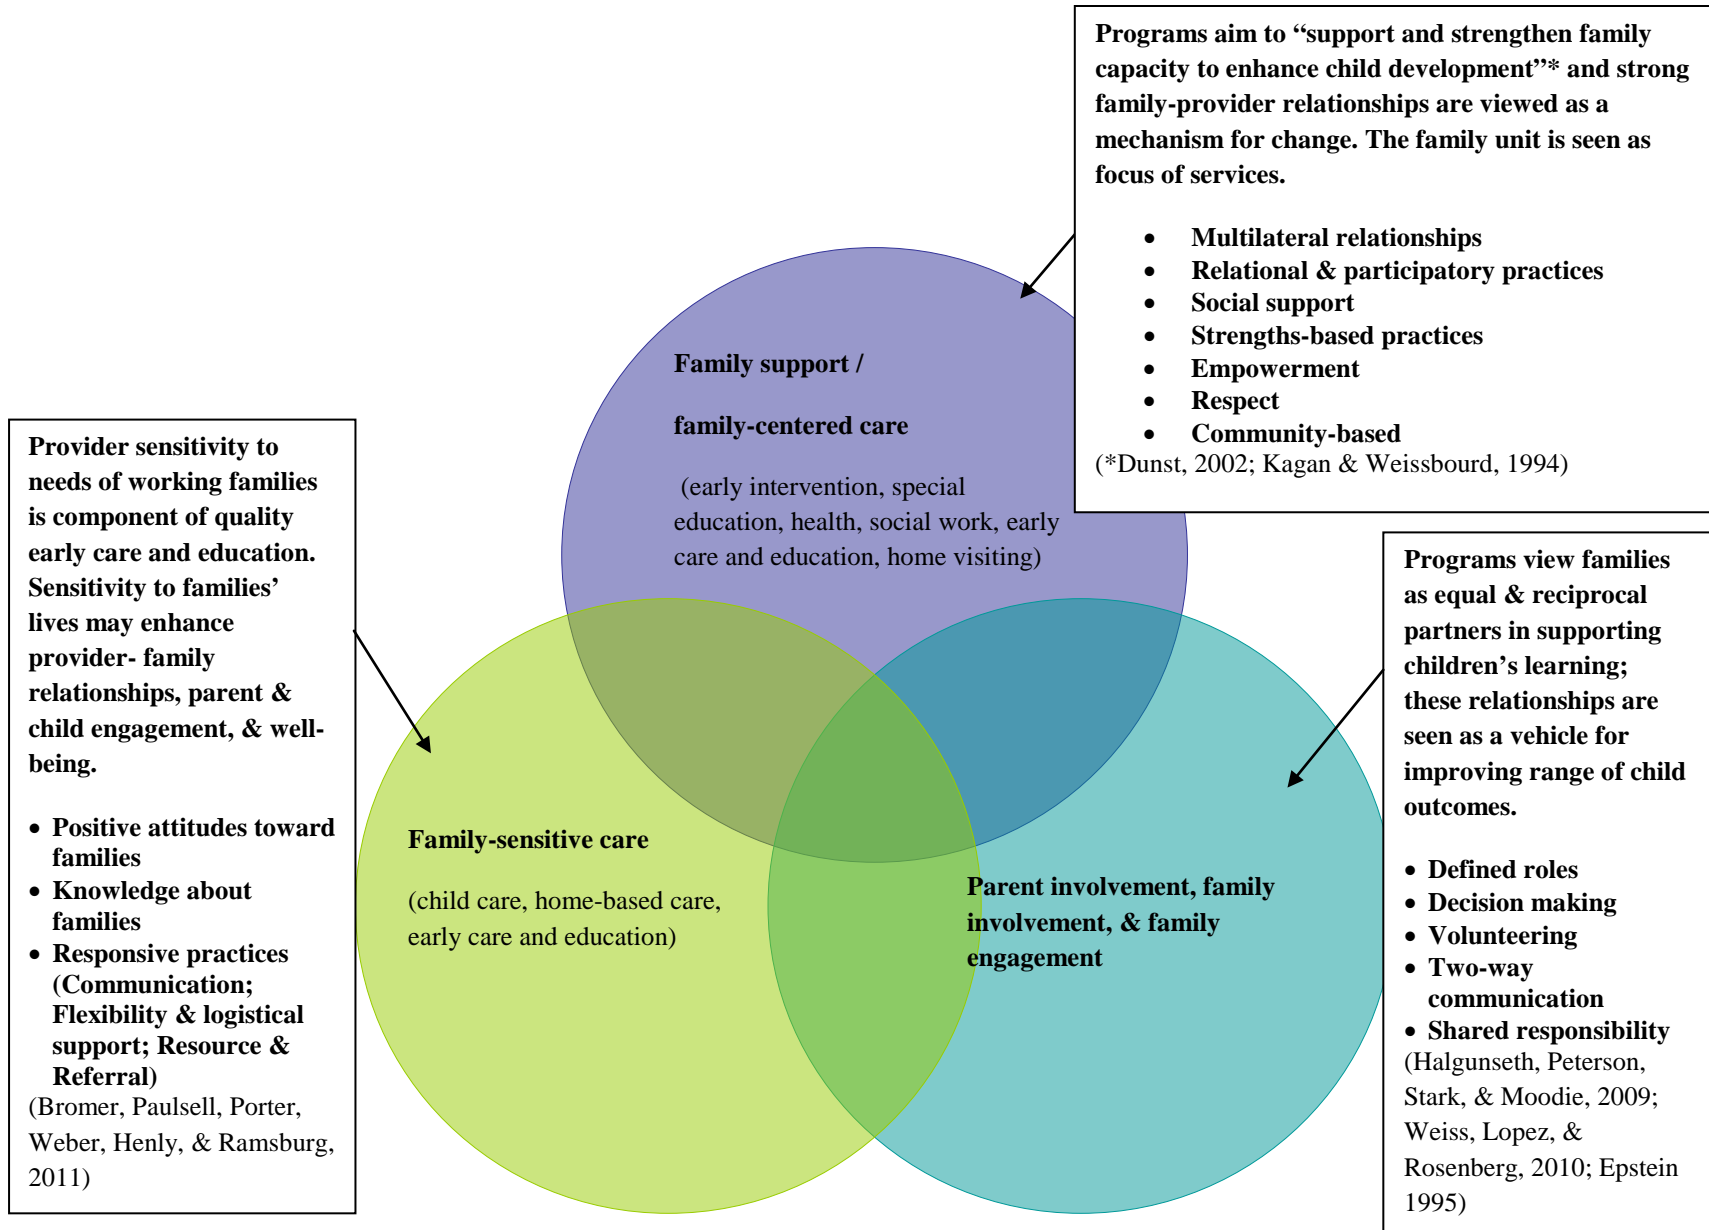 Programs aim to “support and strengthen family
capacity to enhance child development”* and strong
family-provider relationships are viewed as a
mechanism for change. The family unit is seen as
focus of services.
• Multilateral relationships
• Relational & participatory practices
• Social support
• Strengths-based practices
• Empowerment
• Respect
• Community-based
(*Dunst, 2002; Kagan & Weissbourd, 1994)
Family support /
family-centered care
(early intervention, special
education, health, social work, early
care and education, home visiting)
Provider sensitivity to
needs of working families
is component of quality
early care and education.
Sensitivity to families’
lives may enhance
provider- family
relationships, parent &
child engagement, & well-
being.
• Positive attitudes toward
families
• Knowledge about
families
• Responsive practices
(Communication;
Flexibility & logistical
support; Resource &
Referral)
(Bromer, Paulsell, Porter,
Weber, Henly, & Ramsburg,
2011)
Family-sensitive care
(child care, home-based care,
early care and education)
Parent involvement, family
involvement, & family
engagement
Programs view families
as equal & reciprocal
partners in supporting
children’s learning;
these relationships are
seen as a vehicle for
improving range of child
outcomes.
• Defined roles
• Decision making
• Volunteering
• Two-way
communication
• Shared responsibility
(Halgunseth, Peterson,
Stark, & Moodie, 2009;
Weiss, Lopez, &
Rosenberg, 2010; Epstein
1995)